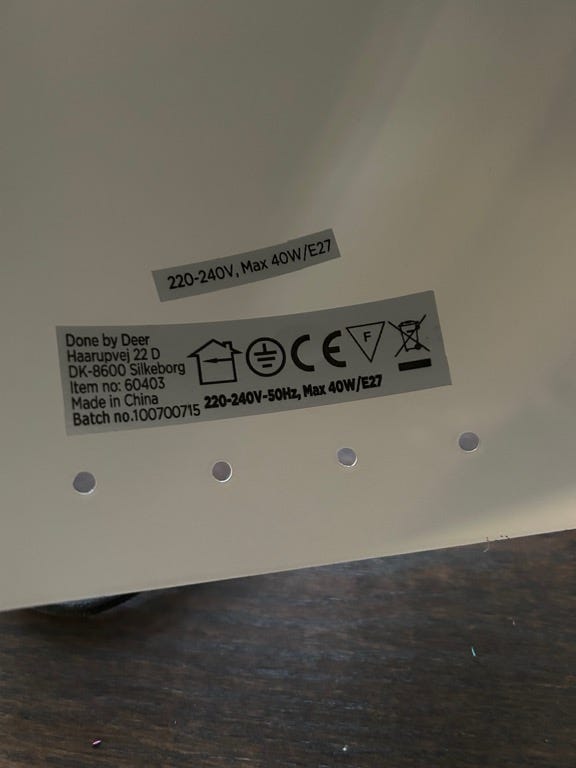 220-240V, Max 40W/E27
Done by Deer
Haarupvej 22 D
DK-8600 Silkeborg
Item no: 60403
Made in China
Batch no.100700715
CE
F
220-240V-50Hz, Max 40W/E27